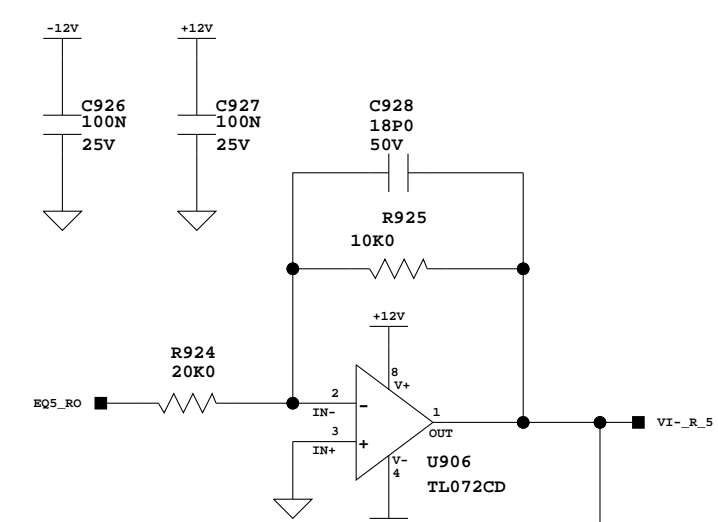 -12V
+12V
C926
100N
25V
C927
100N
25V
C928
18P0
50V
R925
10K0
+12V
R924
20K0
8
V+
EQ5_RO
2
IN-
-
1
OUT
VI-_R_5
3
IN+
+
V-
4
U906
TL072CD